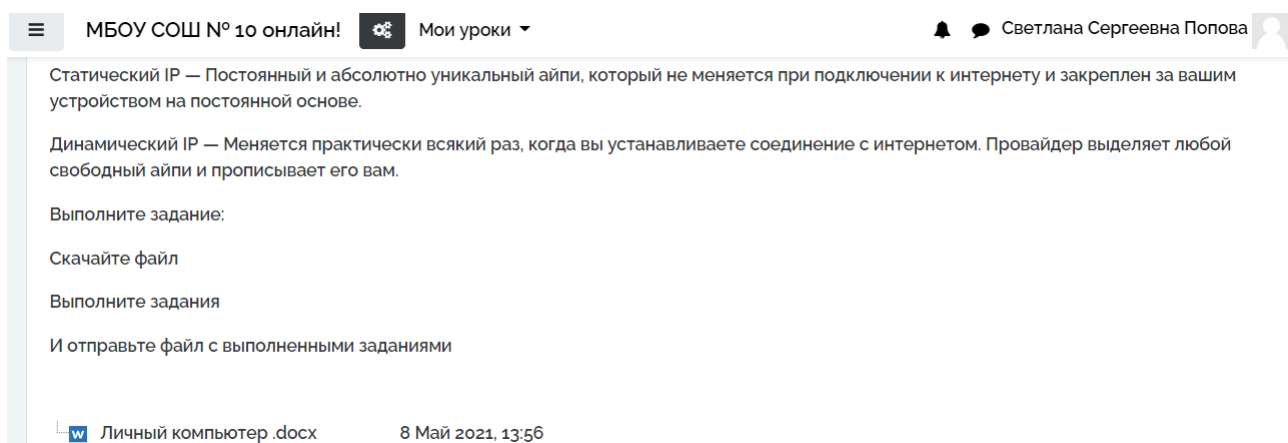 МБОУ СОШ № 10 онлайн! Мои уроки Светлана Сергеевна Попова
Статический IP — Постоянный и абсолютно уникальный айпи, который не меняется при подключении к интернету и закреплен за вашим
устройством на постоянной основе.
Динамический IP — Меняется практически всякий раз, когда вы устанавливаете соединение с интернетом. Провайдер выделяет любой
свободный айпи и прописывает его вам.
Выполните задание:
Скачайте файл
Выполните задания
И отправьте файл с выполненными заданиями
W Личный компьютер .docx 8 Май 2021, 13:56